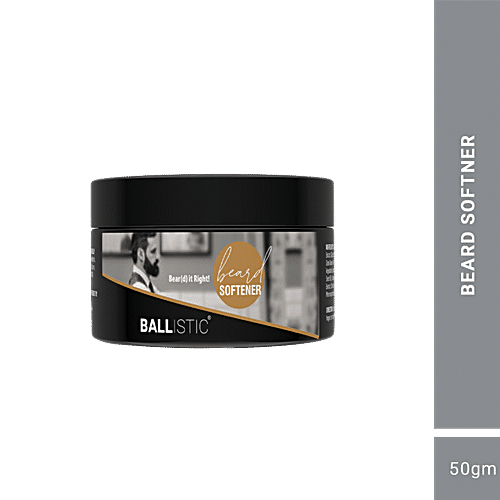 Bear(d) it Right!
beard
SOFTENER
BALLISTIC®
BEARD SOFTNER
50gm